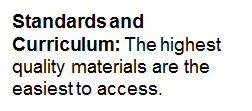 Standards and
Curriculum: The highest
quality materials are the
easiest to access.